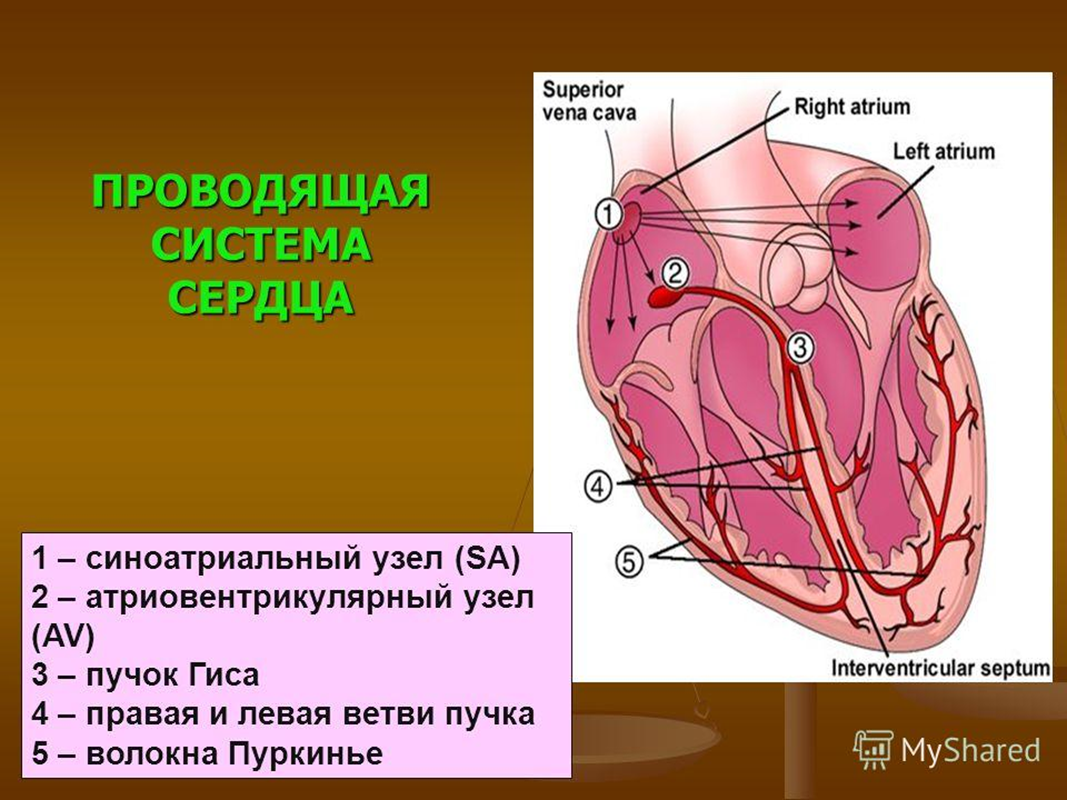 ПРОВОДЯЩАЯ
СИСТЕМА
СЕРДЦА
Superior
vena cava
Right atrium
Left atrium
1
2
3
4
5
Interventricular septum
1 – синоатриальный узел (SA)
2 – атриовентрикулярный узел
(AV)
3 – пучок Гиса
4 – правая и левая ветви пучка
5 – волокна Пуркинье
MyShared